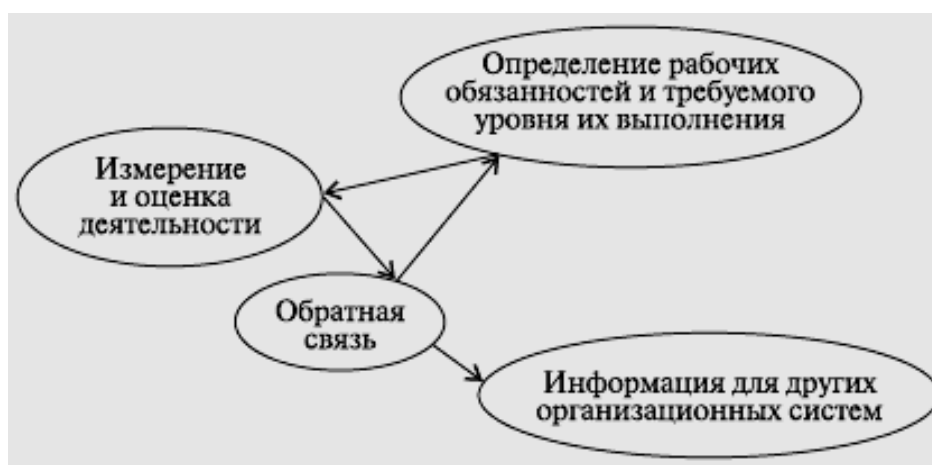 Определение рабочих
обязанностей и требуемого
уровня их выполнения
Измерение
и оценка
деятельности
Обратная
связь
Информация для других
организационных систем